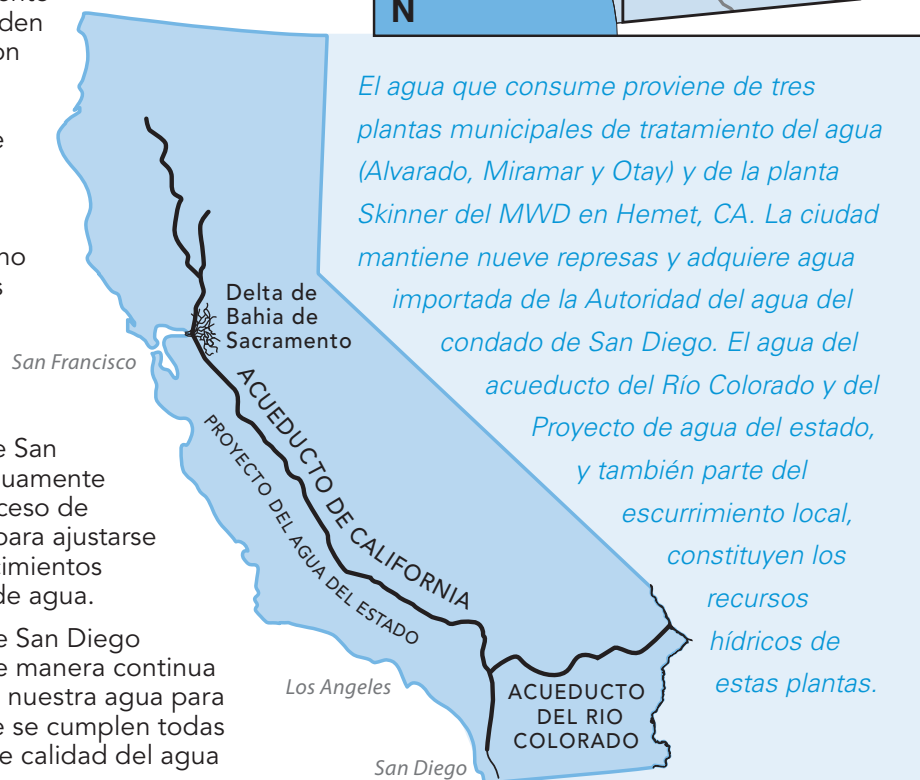 den
on
e
no
s
e San
uamente
ceso de
para ajustarse
cimientos
de agua.
e San Diego
e manera continua
nuestra agua para
e se cumplen todas
e calidad del agua
N
El agua que consume proviene de tres
plantas municipales de tratamiento del agua
(Alvarado, Miramar y Otay) y de la planta
Skinner del MWD en Hemet, CA. La ciudad
mantiene nueve represas y adquiere agua
importada de la Autoridad del agua del
condado de San Diego. El agua del
acueducto del Río Colorado y del
Proyecto de agua del estado,
y también parte del
escurrimiento local,
constituyen los
recursos
hídricos de
estas plantas.
Delta de
Bahia de
Sacramento
San Francisco
ACUEDUCTO DE CALIFORNIA
PROYECTO DEL AGUA DEL ESTADO
Los Angeles
ACUEDUCTO
DEL RIO
COLORADO
San Diego